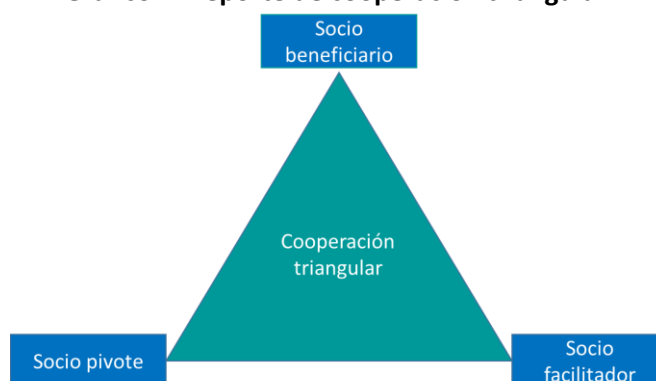 Socio
beneficiario
Cooperación
triangular
Socio pivote
Socio
facilitador